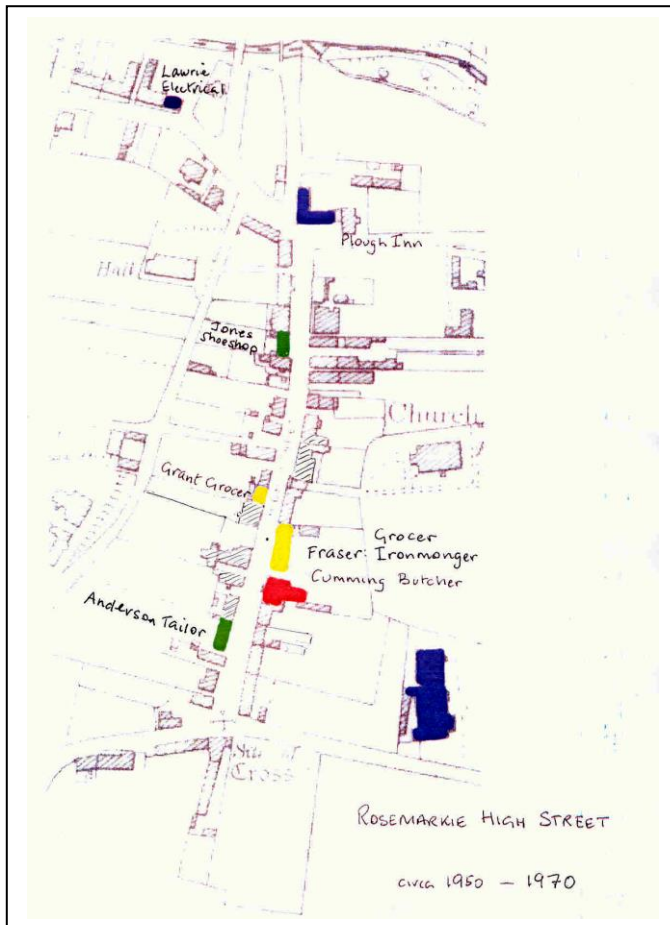 Lawrie
Electrical
Plough Inn
Hall
Jones
Shoeshop
Church
Grant Grocer
Grocer
Fraser: Ironmonger
Cumming Butcher
Anderson Tailor
Cross
ROSEMARKIE HIGH STREET
circa 1950 – 1970